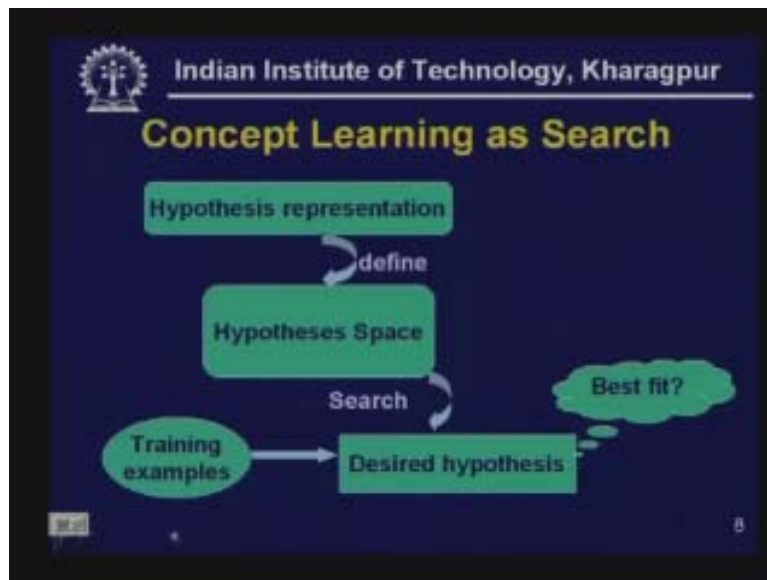 Indian Institute of Technology, Kharagpur
Concept Learning as Search
Hypothesis representation
define
Hypotheses Space
Search
Best fit?
Training
examples
Desired hypothesis
8